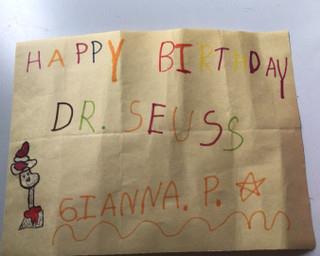 HAPPY BIRTHDAY
DR. SEUSS
GIANNA. P.